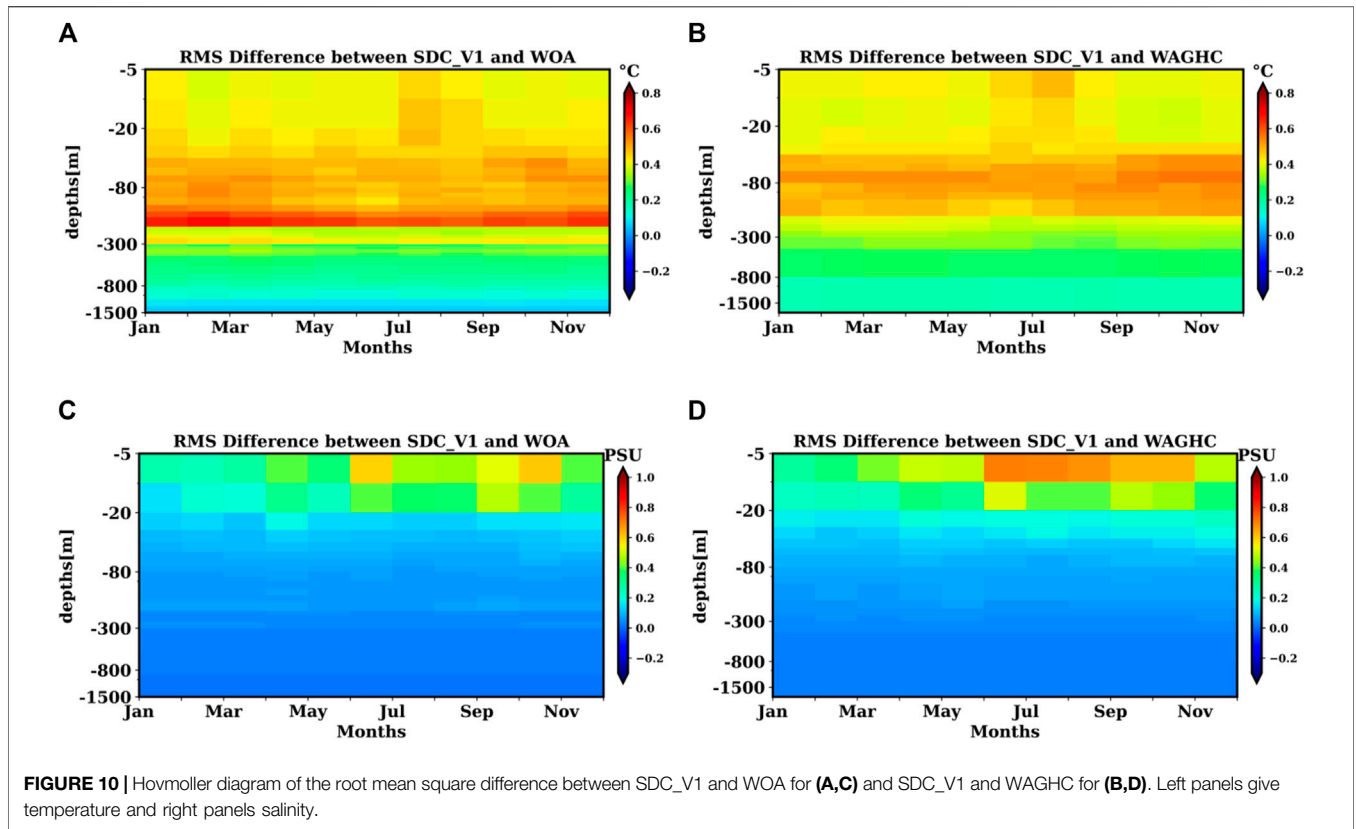 A
RMS Difference between SDC_V1 and WOA
°C
-5
-20
-80
-300
-800
-1500
depths[m]
Jan Mar May Jul Sep Nov
Months
0.8
0.6
0.4
0.2
0.0
−0.2
B
RMS Difference between SDC_V1 and WAGHC
°C
-5
-20
-80
-300
-800
-1500
depths[m]
Jan Mar May Jul Sep Nov
Months
0.8
0.6
0.4
0.2
0.0
−0.2
C
RMS Difference between SDC_V1 and WOA
PSU
-5
-20
-80
-300
-800
-1500
depths[m]
Jan Mar May Jul Sep Nov
Months
1.0
0.8
0.6
0.4
0.2
0.0
−0.2
D
RMS Difference between SDC_V1 and WAGHC
PSU
-5
-20
-80
-300
-800
-1500
depths[m]
Jan Mar May Jul Sep Nov
Months
1.0
0.8
0.6
0.4
0.2
0.0
−0.2
FIGURE 10 | Hovmoller diagram of the root mean square difference between SDC_V1 and WOA for (A,C) and SDC_V1 and WAGHC for (B,D). Left panels give
temperature and right panels salinity.